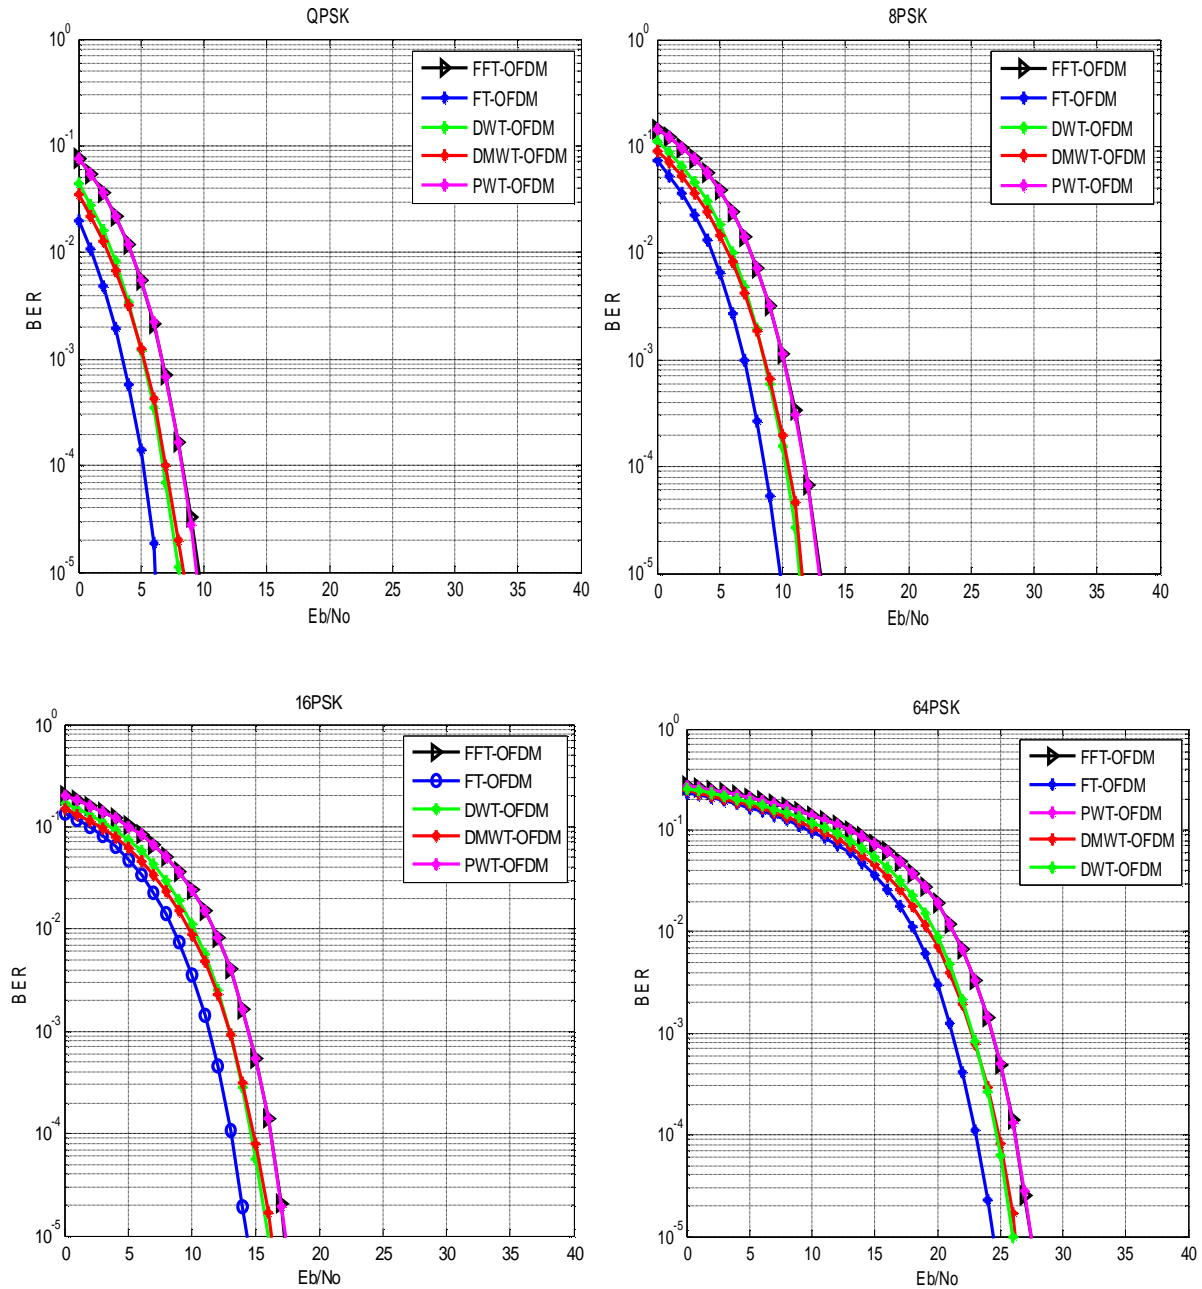 QPSK
10^0
10^-1
10^-2
10^-3
10^-4
10^-5
BER
0 5 10 15 20 25 30 35 40
Eb/No
FFT-OFDM
FT-OFDM
DWT-OFDM
DMWT-OFDM
PWT-OFDM
8PSK
10^0
10^-1
10^-2
10^-3
10^-4
10^-5
BER
0 5 10 15 20 25 30 35 40
Eb/No
FFT-OFDM
FT-OFDM
DWT-OFDM
DMWT-OFDM
PWT-OFDM
16PSK
10^0
10^-1
10^-2
10^-3
10^-4
10^-5
BER
0 5 10 15 20 25 30 35 40
Eb/No
FFT-OFDM
FT-OFDM
DWT-OFDM
DMWT-OFDM
PWT-OFDM
64PSK
10^0
10^-1
10^-2
10^-3
10^-4
10^-5
BER
0 5 10 15 20 25 30 35 40
Eb/No
FFT-OFDM
FT-OFDM
PWT-OFDM
DMWT-OFDM
DWT-OFDM